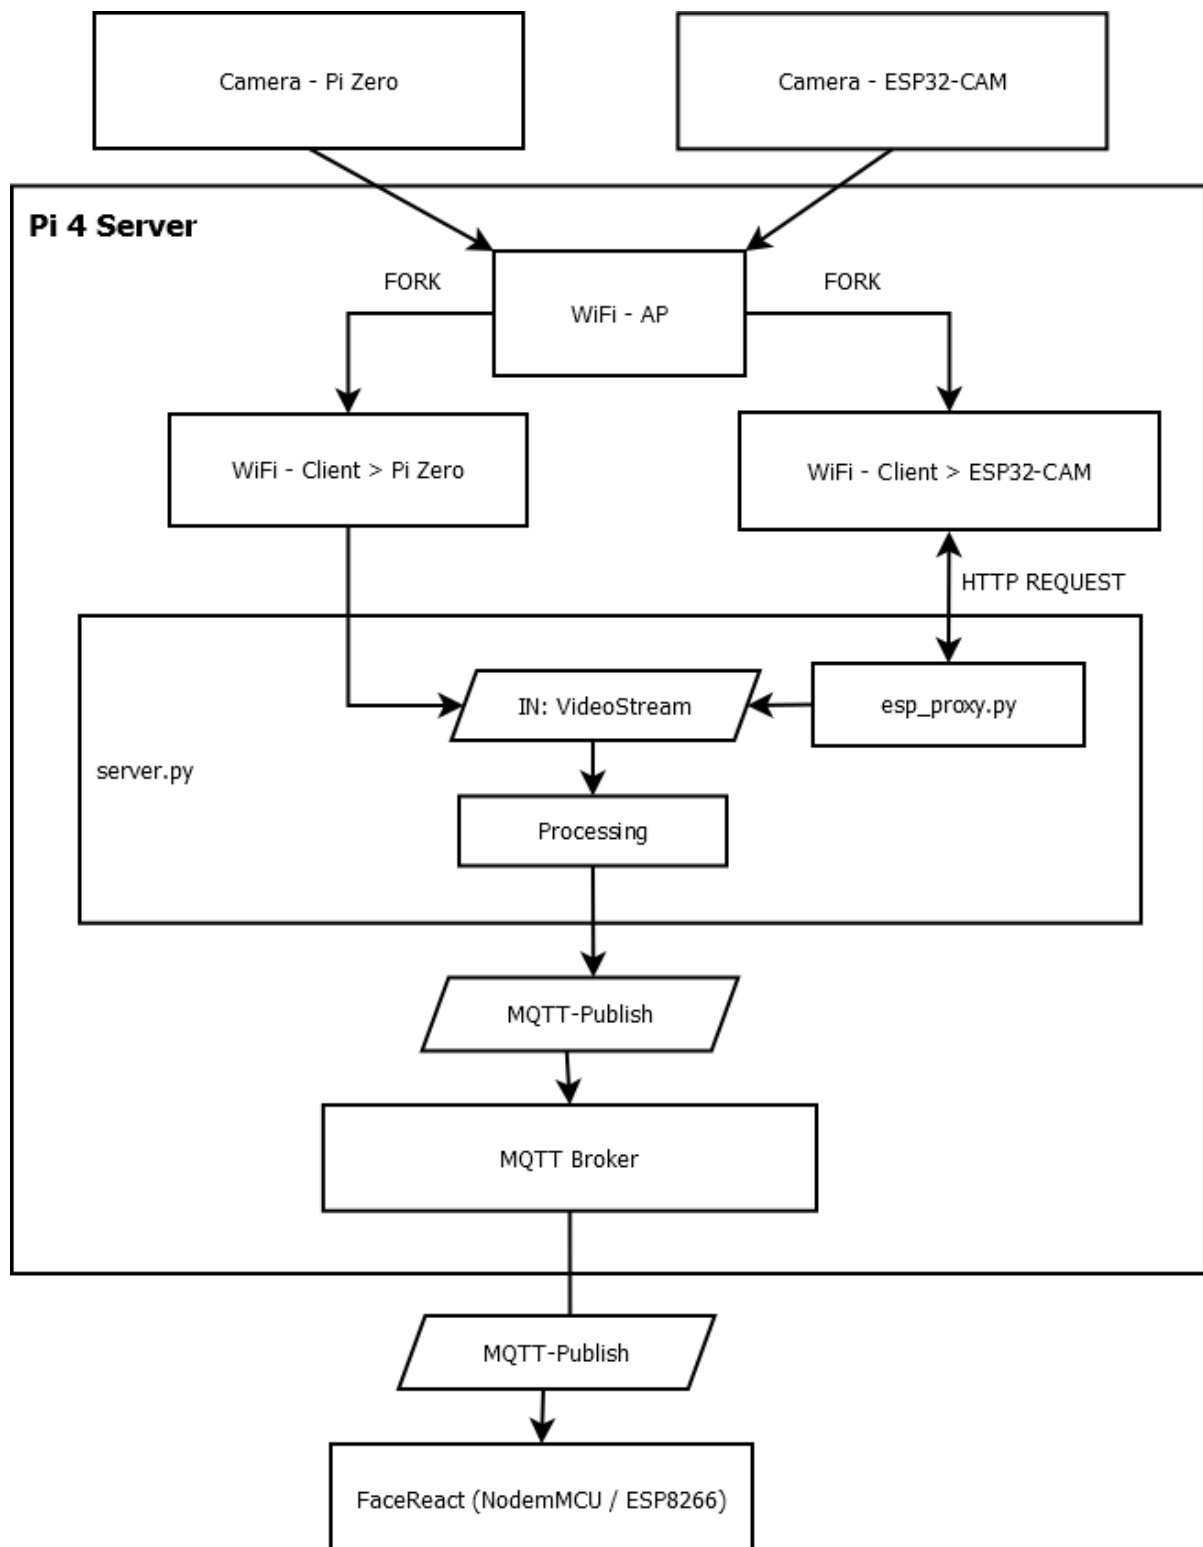 Camera - Pi Zero
Camera - ESP32-CAM
Pi 4 Server
FORK
FORK
WiFi - AP
WiFi - Client > Pi Zero
WiFi - Client > ESP32-CAM
HTTP REQUEST
IN: VideoStream
esp_proxy.py
server.py
Processing
MQTT-Publish
MQTT Broker
MQTT-Publish
FaceReact (NodemMCU / ESP8266)